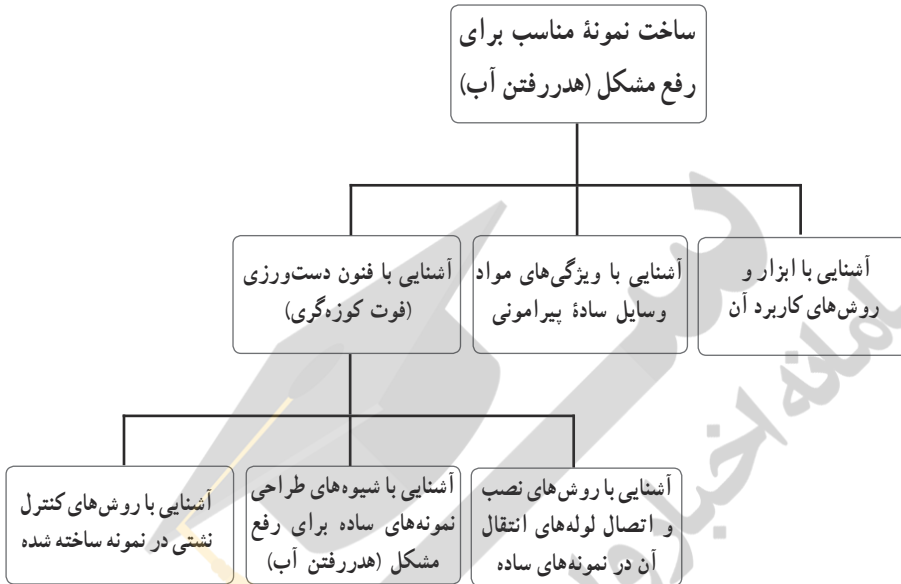 ساخت نمونهٔ مناسب برای
رفع مشکل (هدررفتن آب)
آشنایی با ابزار و
روش‌های کاربرد آن
آشنایی با ویژگی‌های مواد
وسایل سادهٔ پیرامونی
آشنایی با فنون دست‌ورزی
(فوت کوزه‌گری)
آشنایی با روش‌های نصب
و اتصال لوله‌های انتقال
آن در نمونه‌های ساده
آشنایی با شیوه‌های طراحی
نمونه‌های ساده برای رفع
مشکل (هدررفتن آب)
آشنایی با روش‌های کنترل
نشتی در نمونه ساخته شده